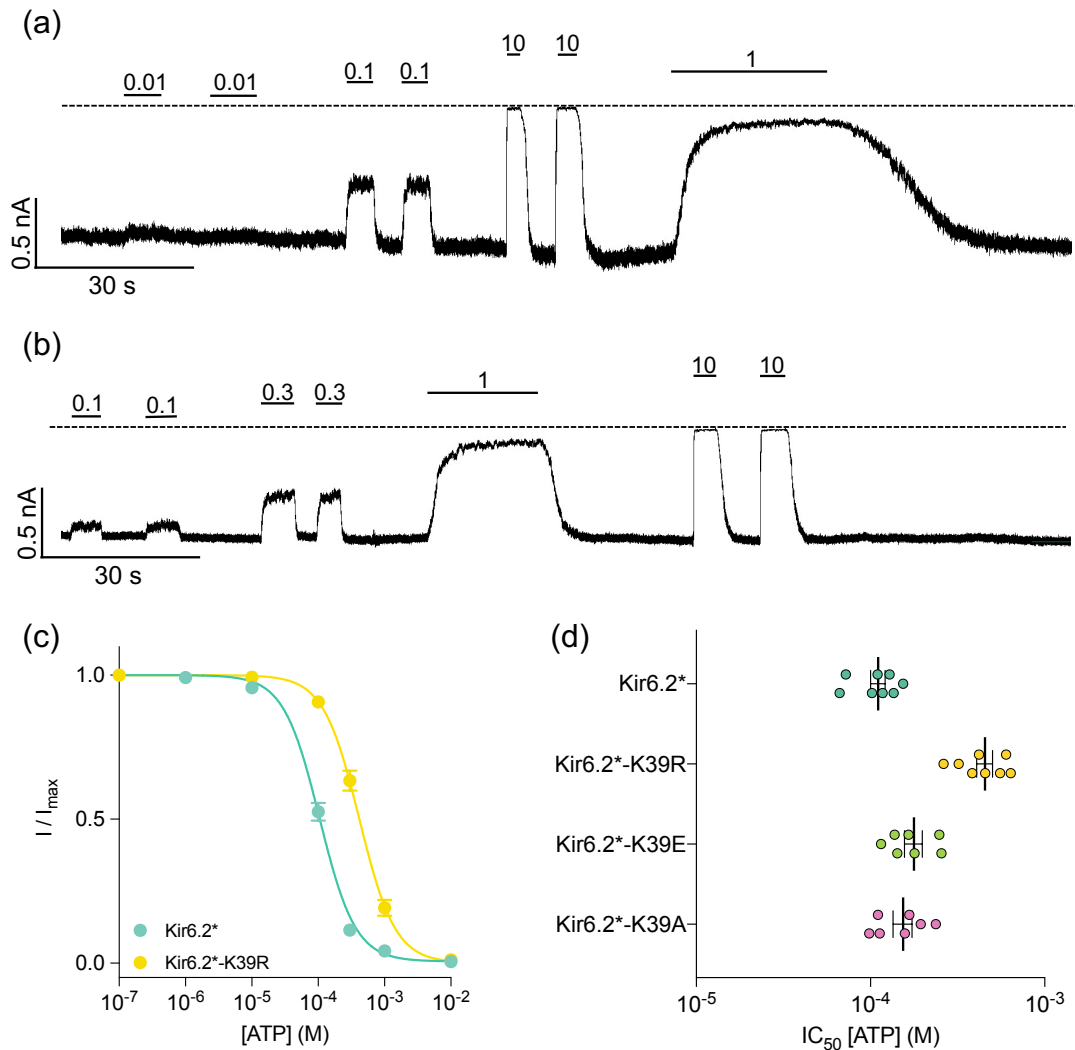 (a)
0.01 0.01 0.1 0.1 10 10 1
0.5 nA
30 s
(b)
0.1 0.1 0.3 0.3 1 10 10
0.5 nA
30 s
(c)
I / Imax
1.0
0.5
0.0
Kir6.2*
Kir6.2*-K39R
10-7 10-6 10-5 10-4 10-3 10-2
[ATP] (M)
(d)
Kir6.2*
Kir6.2*-K39R
Kir6.2*-K39E
Kir6.2*-K39A
10-5 10-4 10-3
IC50 [ATP] (M)